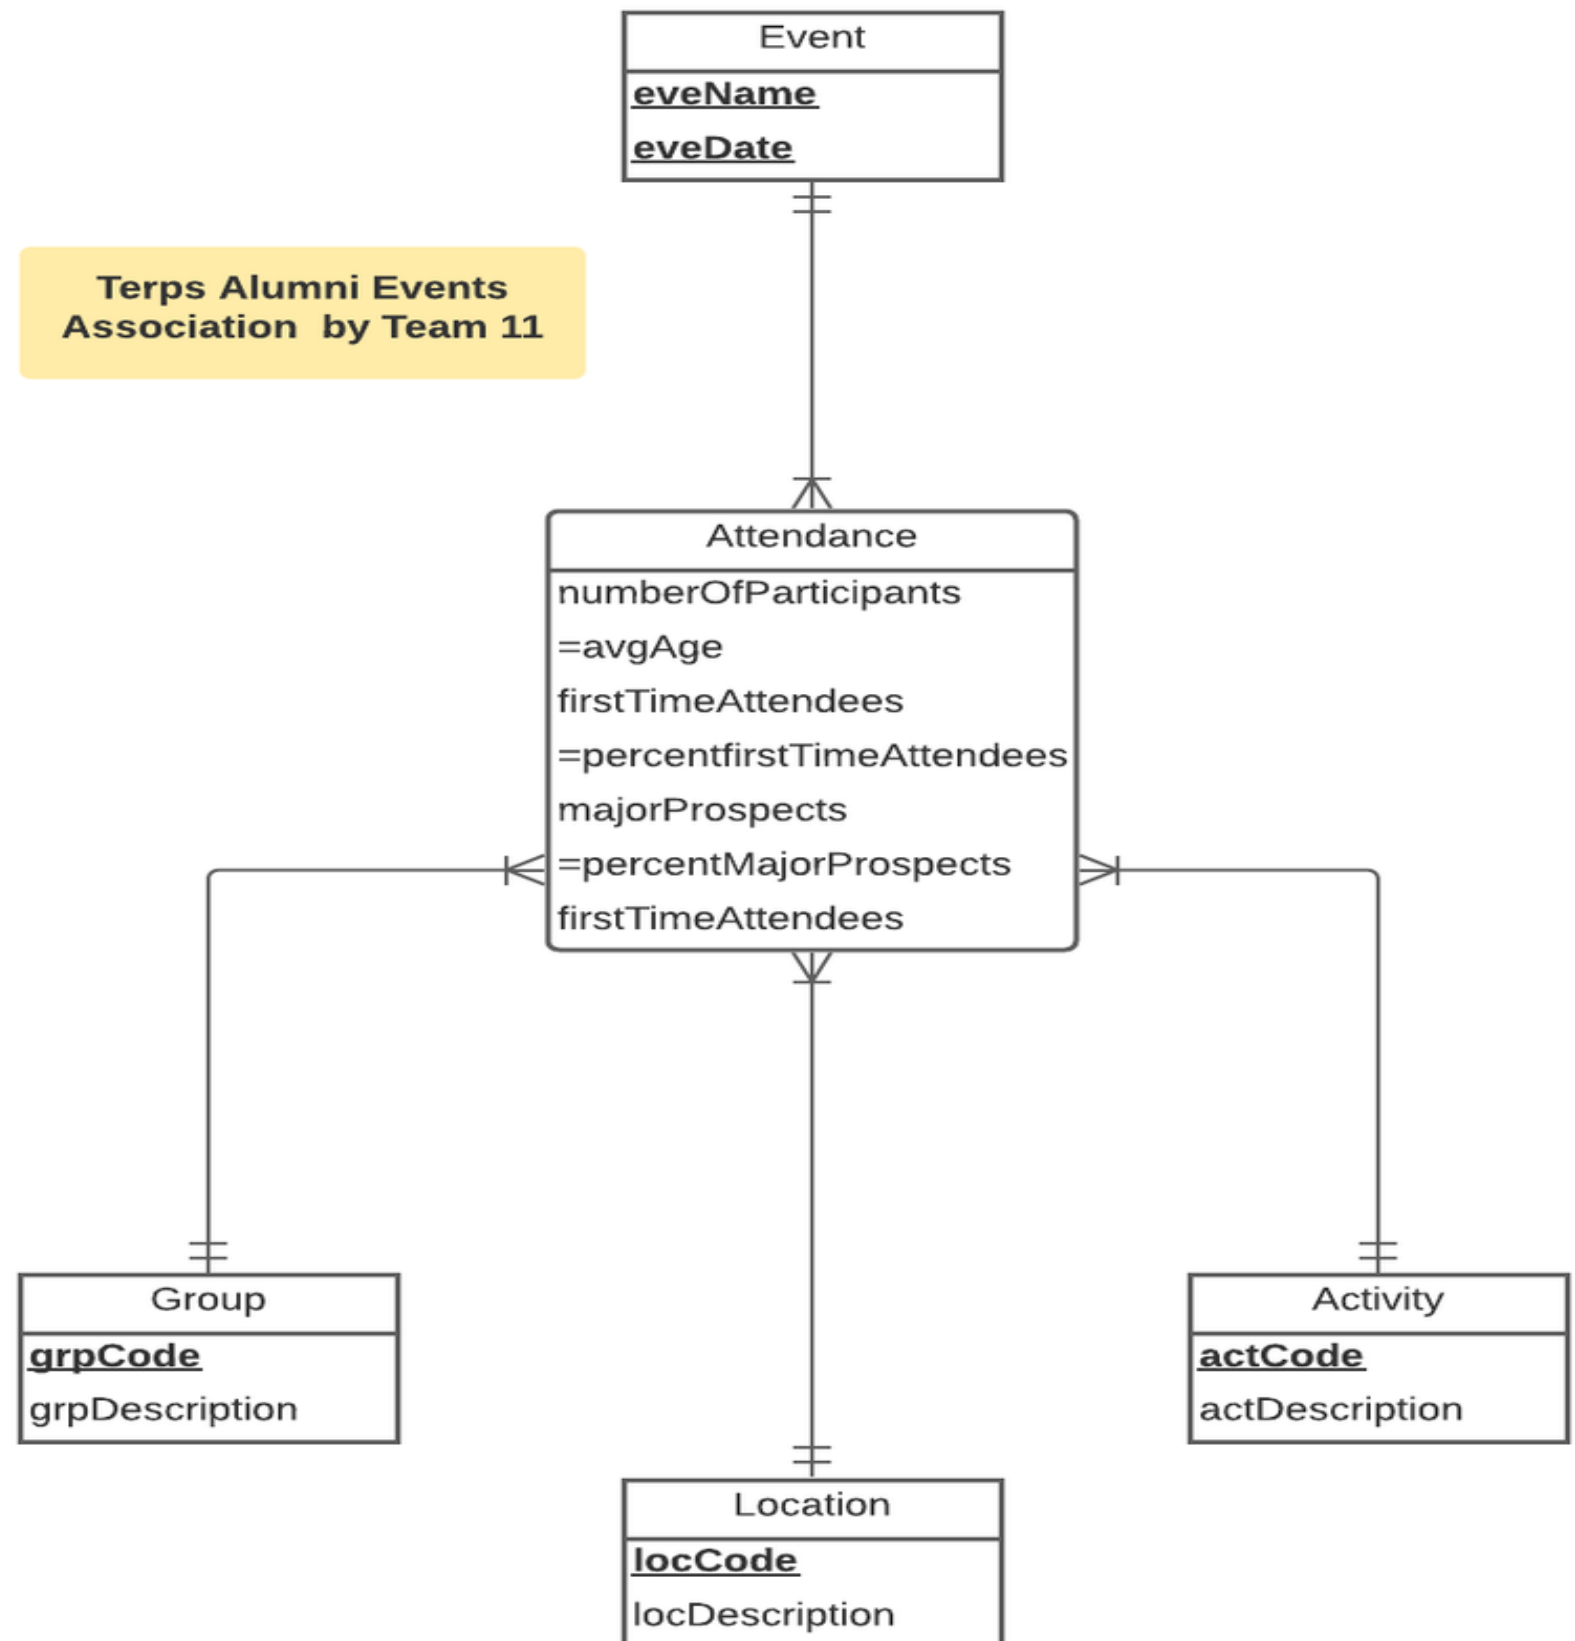 Event
eveName
eveDate
Terps Alumni Events
Association  by Team 11
Attendance
numberOfParticipants
=avgAge
firstTimeAttendees
=percentfirstTimeAttendees
majorProspects
=percentMajorProspects
firstTimeAttendees
Group
grpCode
grpDescription
Activity
actCode
actDescription
Location
locCode
locDescription